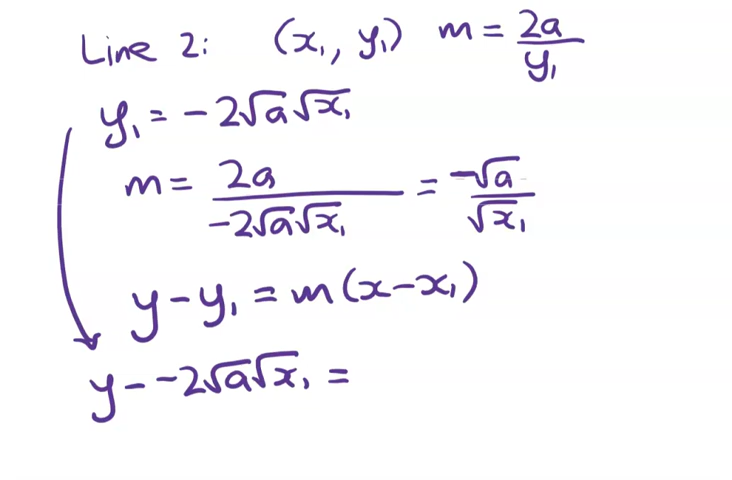 Line 2: (x₁, y₁) m = 2a/y₁
y₁ = -2√a√x₁
m = 2a/(-2√a√x₁) = -√a/√x₁
y - y₁ = m(x - x₁)
y - -2√a√x₁ =